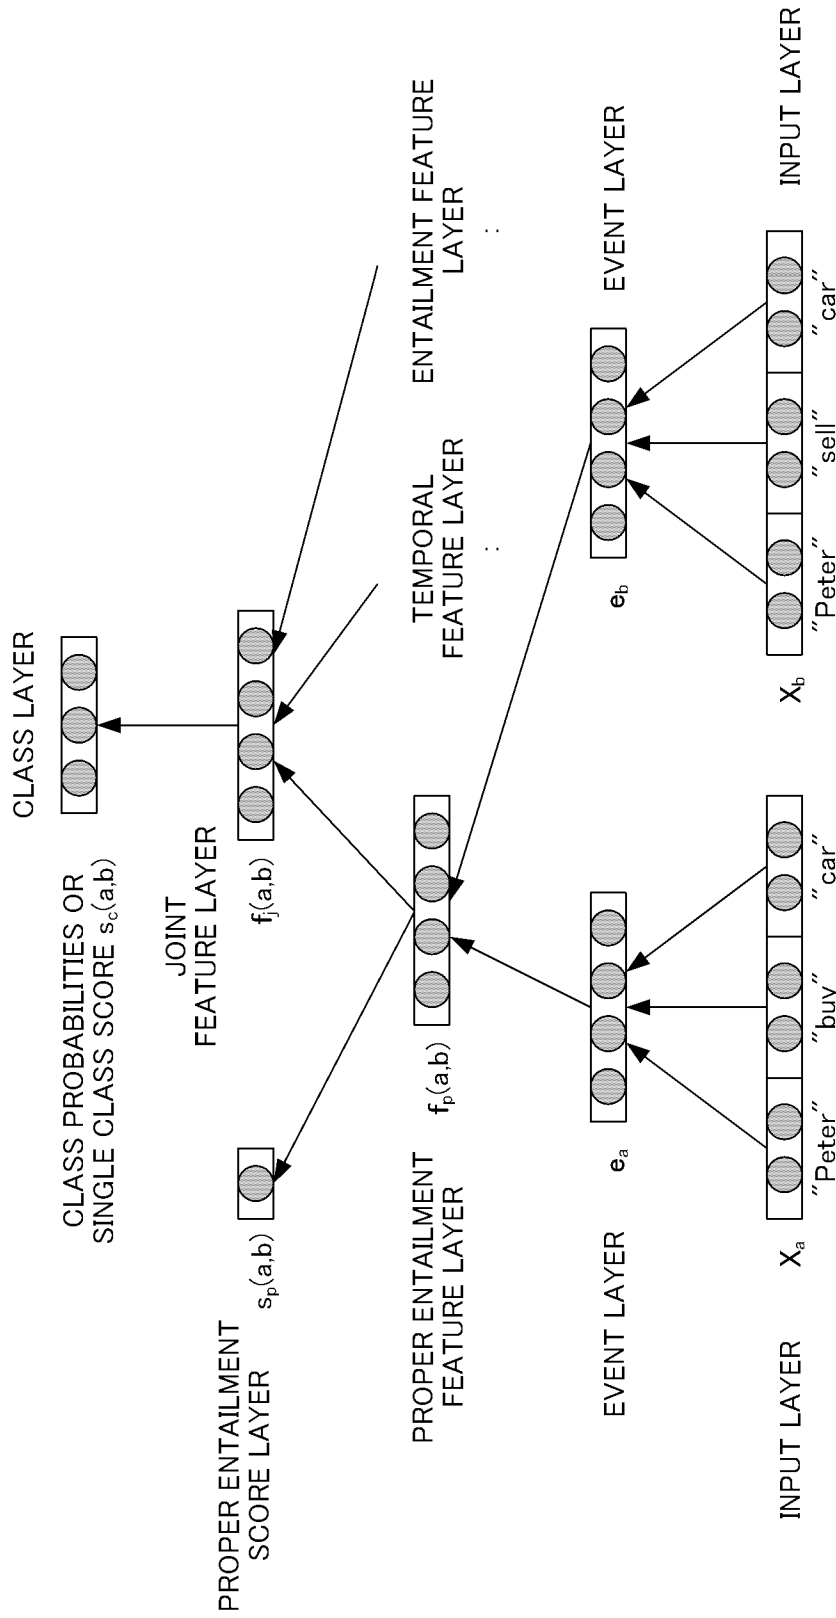 CLASS LAYER
CLASS PROBABILITIES OR
SINGLE CLASS SCORE sc(a,b)
JOINT
FEATURE LAYER
fj(a,b)
PROPER ENTAILMENT
SCORE LAYER
sp(a,b)
PROPER ENTAILMENT
FEATURE LAYER
fp(a,b)
TEMPORAL
FEATURE LAYER
:
ENTAILMENT FEATURE
LAYER
:
EVENT LAYER
ea
eb
EVENT LAYER
INPUT LAYER
Xa
"Peter"
"buy"
"car"
Xb
"Peter"
"sell"
"car"
INPUT LAYER